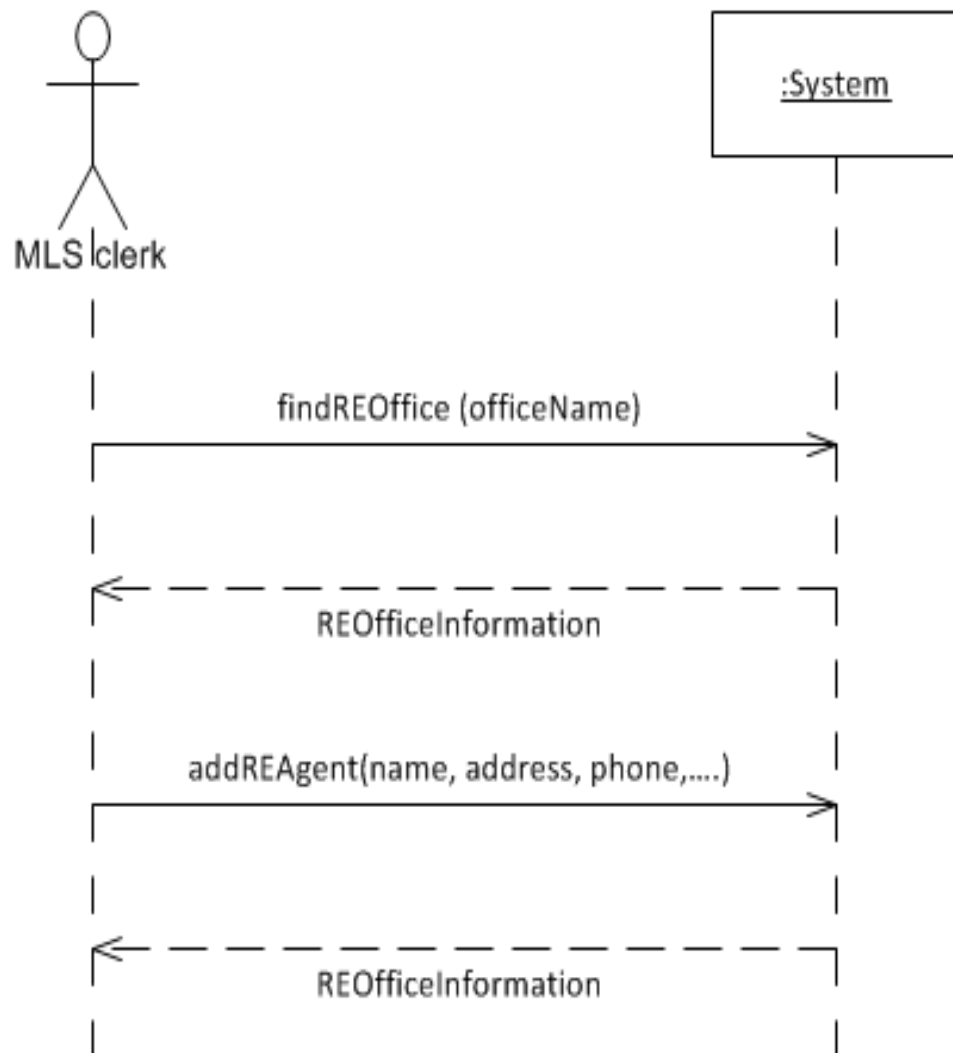 :System
MLS clerk
findREOffice (officeName)
REOfficeInformation
addREAgent(name, address, phone,....)
REOfficeInformation